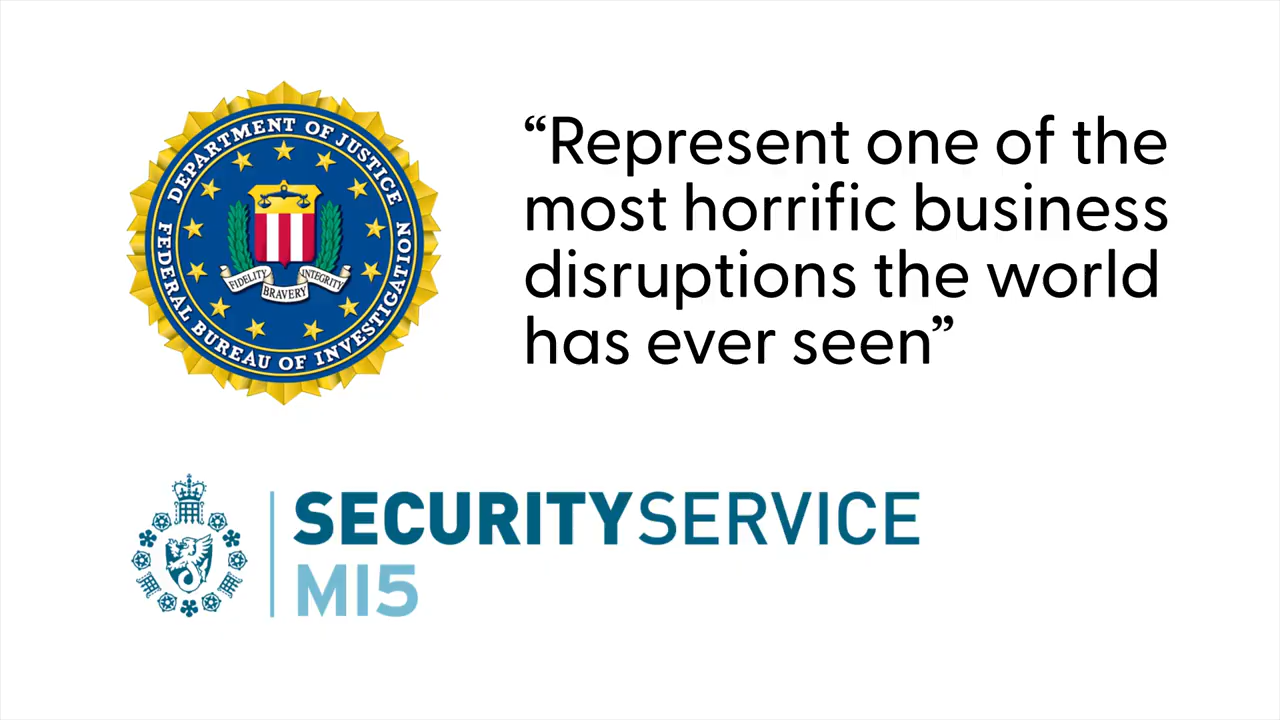 DEPARTMENT OF JUSTICE
FEDERAL BUREAU OF INVESTIGATION
FIDELITY
BRAVERY
INTEGRITY
“Represent one of the
most horrific business
disruptions the world
has ever seen”
SECURITYSERVICE
MI5